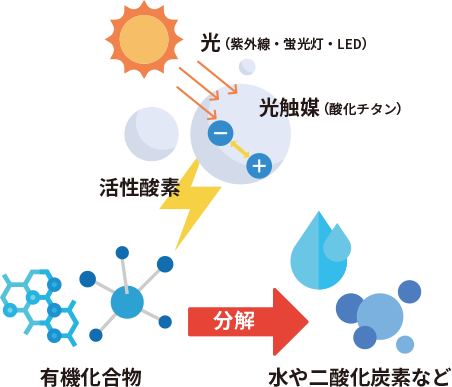 光（紫外線・蛍光灯・LED）
光触媒（酸化チタン）
−
+
活性酸素
分解
有機化合物
水や二酸化炭素など